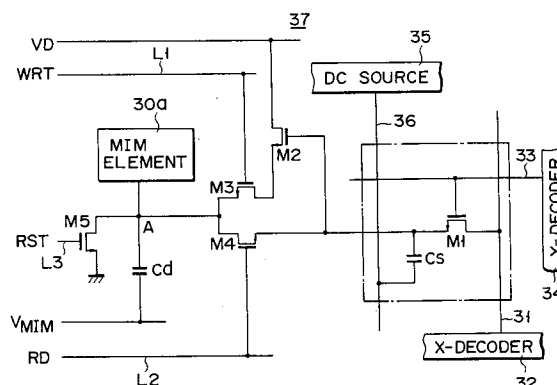 37
VD
L1
WRT
35
DC SOURCE
36
30a
MIM
ELEMENT
M2
33
X-DECODER
34
M3
M5
A
M4
M1
RST
L3
Cd
Cs
VMIM
31
RD
L2
X-DECODER
32